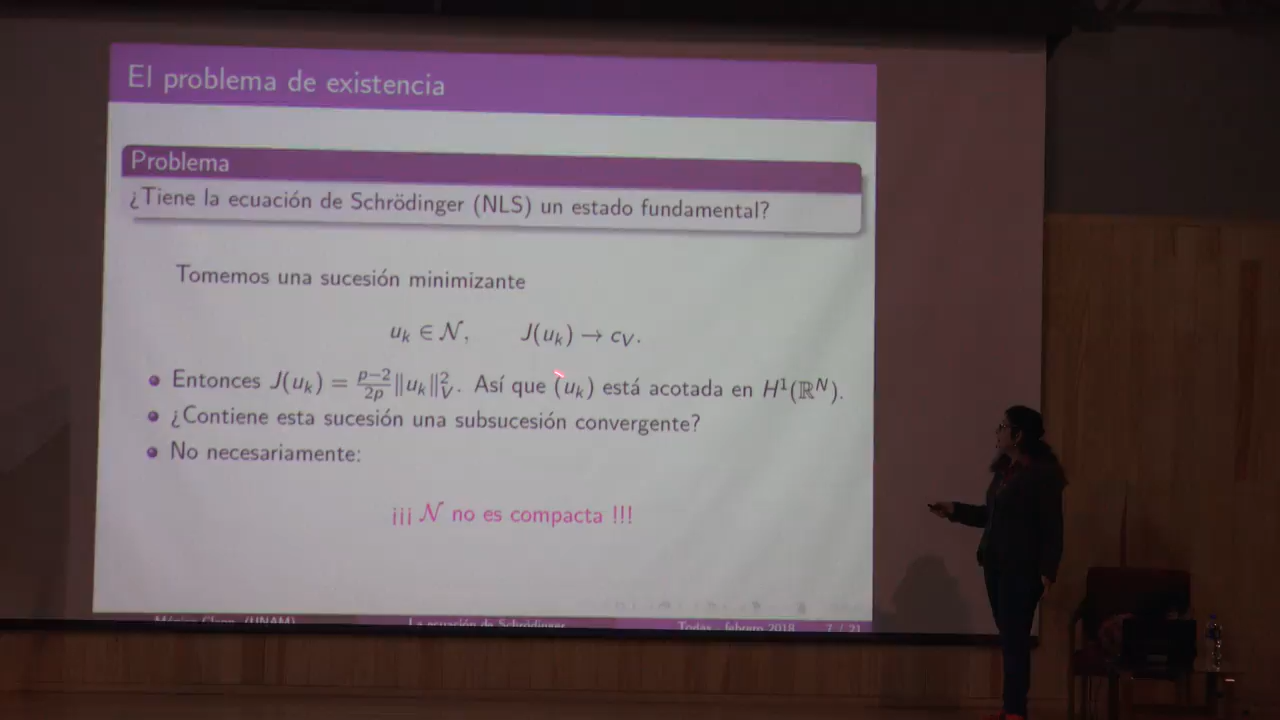 El problema de existencia
Problema
¿Tiene la ecuación de Schrödinger (NLS) un estado fundamental?
Tomemos una sucesión minimizante
u_k ∈ 𝒩, J(u_k) → c_V.
Entonces J(u_k) = \frac{p−2}{2p}‖u_k‖²_V. Así que (u_k) está acotada en H¹(ℝᴺ).
¿Contiene esta sucesión una subsucesión convergente?
No necesariamente:
¡¡¡ 𝒩 no es compacta !!!
Mónica Clapp (UNAM) La ecuación de Schrödinger Todas - febrero 2018 7 / 21